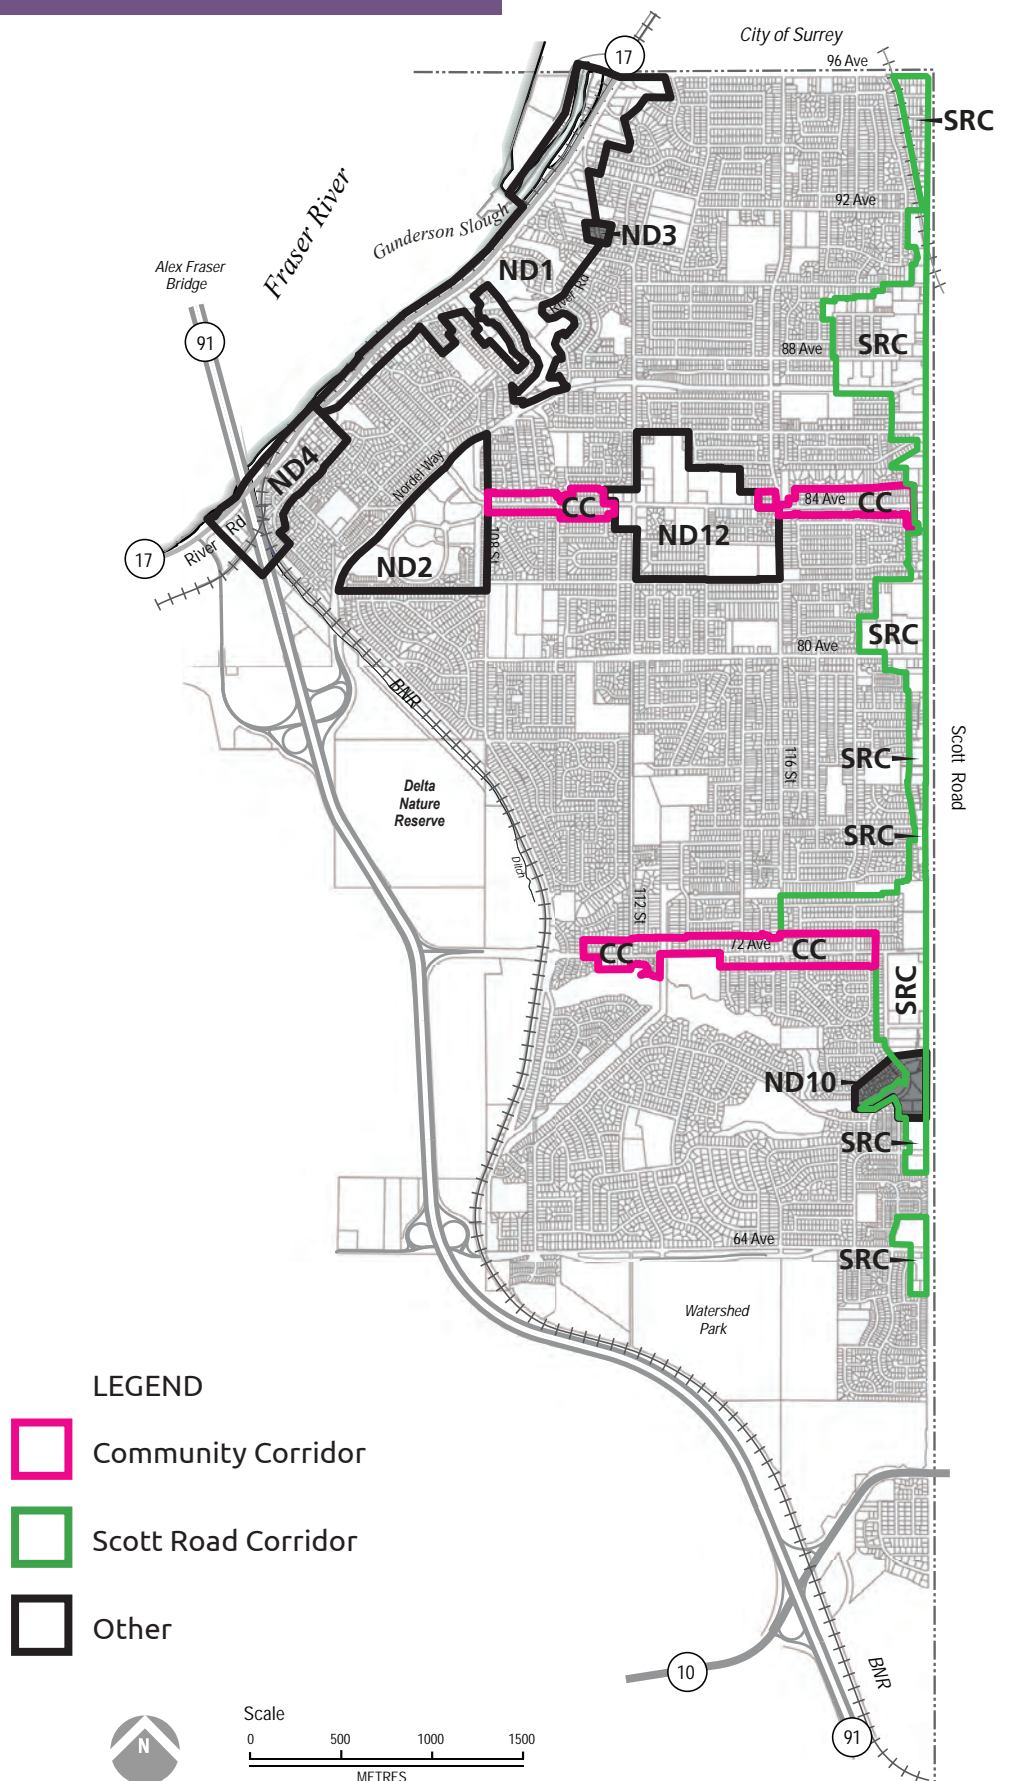 City of Surrey
17
96 Ave
SRC
92 Ave
Fraser River
Gunderson Slough
ND3
ND1
River Rd
Alex Fraser
Bridge
91
88 Ave
SRC
ND4
Nordel Way
84 Ave
CC
CC
ND12
108 St
ND2
River Rd
17
SRC
80 Ave
BNR
Scott Road
116 St
SRC
Delta
Nature
Reserve
SRC
Ditch
112 St
72 Ave
CC
CC
SRC
ND10
SRC
64 Ave
SRC
Watershed
Park
LEGEND
Community Corridor
Scott Road Corridor
Other
10
BNR
91
N
Scale
0 500 1000 1500
METRES